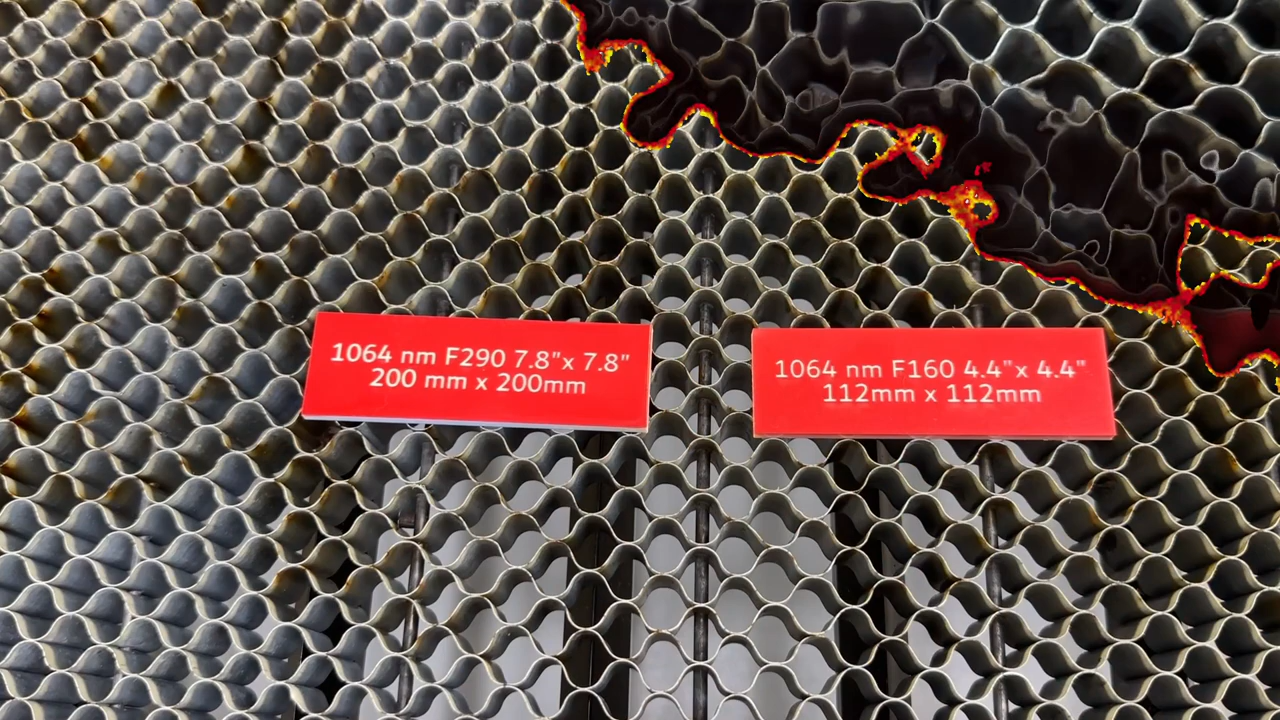 1064 nm F290 7.8"x 7.8"
200 mm x 200mm
1064 nm F160 4.4"x 4.4"
112mm x 112mm